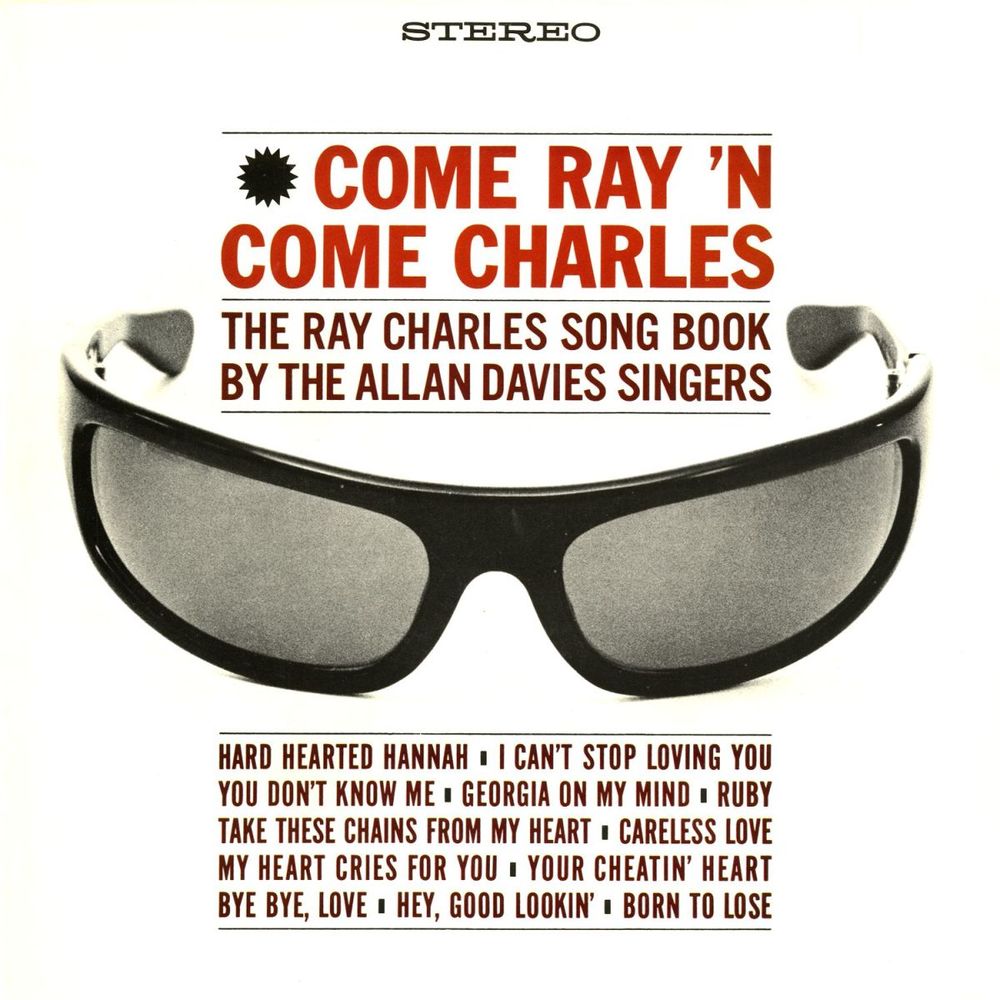 STEREO
COME RAY 'N
COME CHARLES
THE RAY CHARLES SONG BOOK
BY THE ALLAN DAVIES SINGERS
HARD HEARTED HANNAH ▪ I CAN'T STOP LOVING YOU
YOU DON'T KNOW ME ▪ GEORGIA ON MY MIND ▪ RUBY
TAKE THESE CHAINS FROM MY HEART ▪ CARELESS LOVE
MY HEART CRIES FOR YOU ▪ YOUR CHEATIN' HEART
BYE BYE, LOVE ▪ HEY, GOOD LOOKIN' ▪ BORN TO LOSE